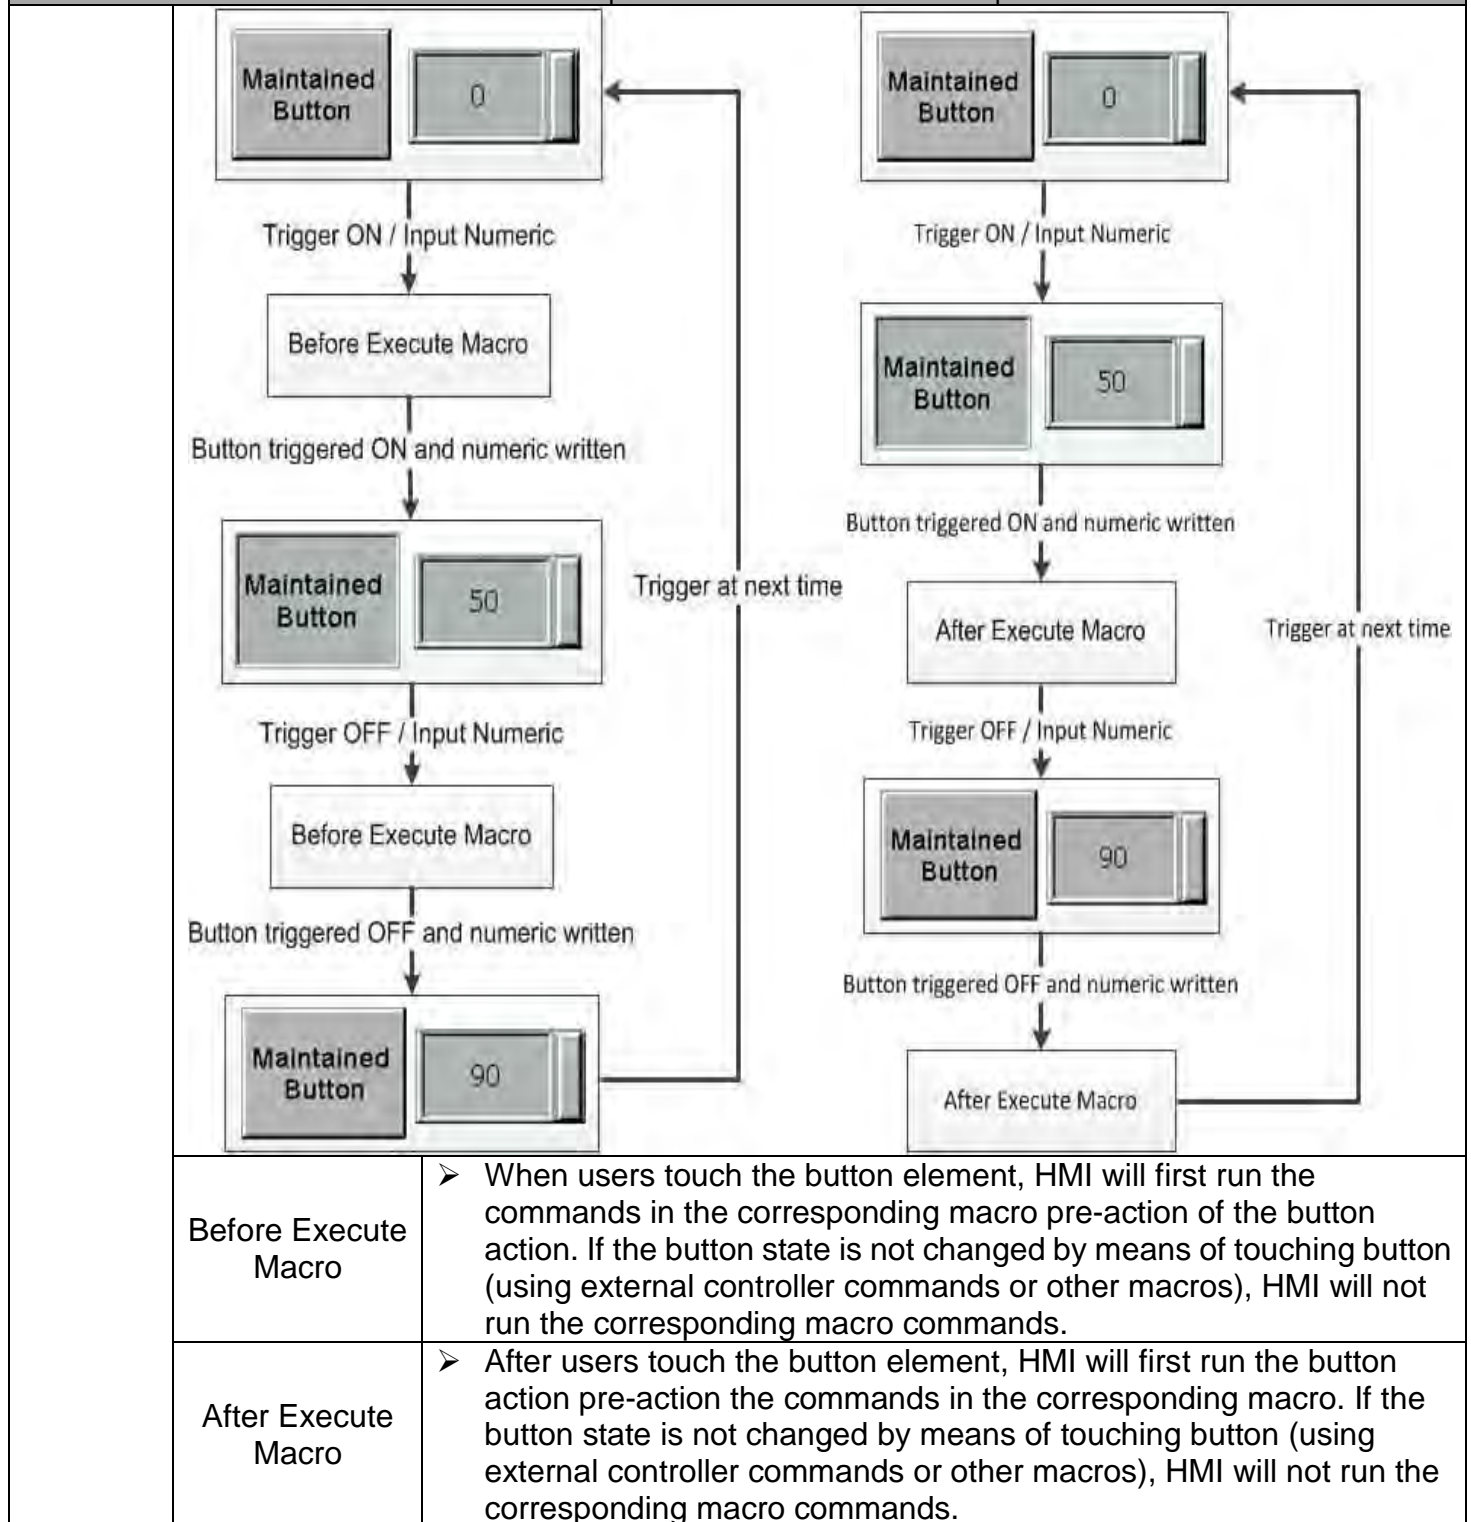 Maintained
Button
0
Trigger ON / Input Numeric
Before Execute Macro
Button triggered ON and numeric written
Maintained
Button
50
Trigger at next time
Trigger OFF / Input Numeric
Before Execute Macro
Button triggered OFF and numeric written
Maintained
Button
90
Maintained
Button
0
Trigger ON / Input Numeric
Maintained
Button
50
Button triggered ON and numeric written
After Execute Macro
Trigger at next time
Trigger OFF / Input Numeric
Maintained
Button
90
Button triggered OFF and numeric written
After Execute Macro
Before Execute
Macro
➢ When users touch the button element, HMI will first run the
commands in the corresponding macro pre-action of the button
action. If the button state is not changed by means of touching button
(using external controller commands or other macros), HMI will not
run the corresponding macro commands.
After Execute
Macro
➢ After users touch the button element, HMI will first run the button
action pre-action the commands in the corresponding macro. If the
button state is not changed by means of touching button (using
external controller commands or other macros), HMI will not run the
corresponding macro commands.